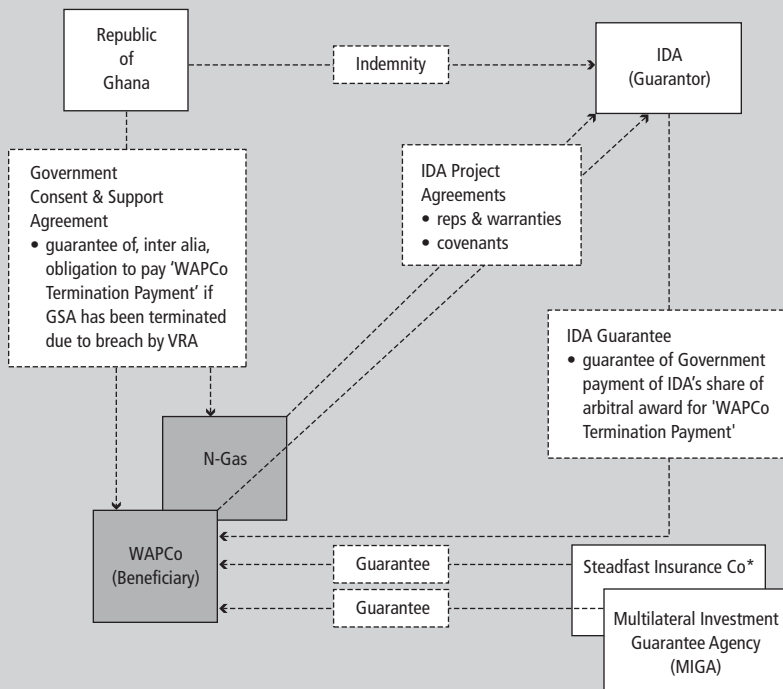 Republic
of
Ghana
Indemnity
IDA
(Guarantor)
Government
Consent & Support
Agreement
• guarantee of, inter alia,
obligation to pay 'WAPCo
Termination Payment' if
GSA has been terminated
due to breach by VRA
IDA Project
Agreements
• reps & warranties
• covenants
IDA Guarantee
• guarantee of Government
payment of IDA's share of
arbitral award for 'WAPCo
Termination Payment'
N-Gas
WAPCo
(Beneficiary)
Guarantee
Steadfast Insurance Co*
Guarantee
Multilateral Investment
Guarantee Agency
(MIGA)